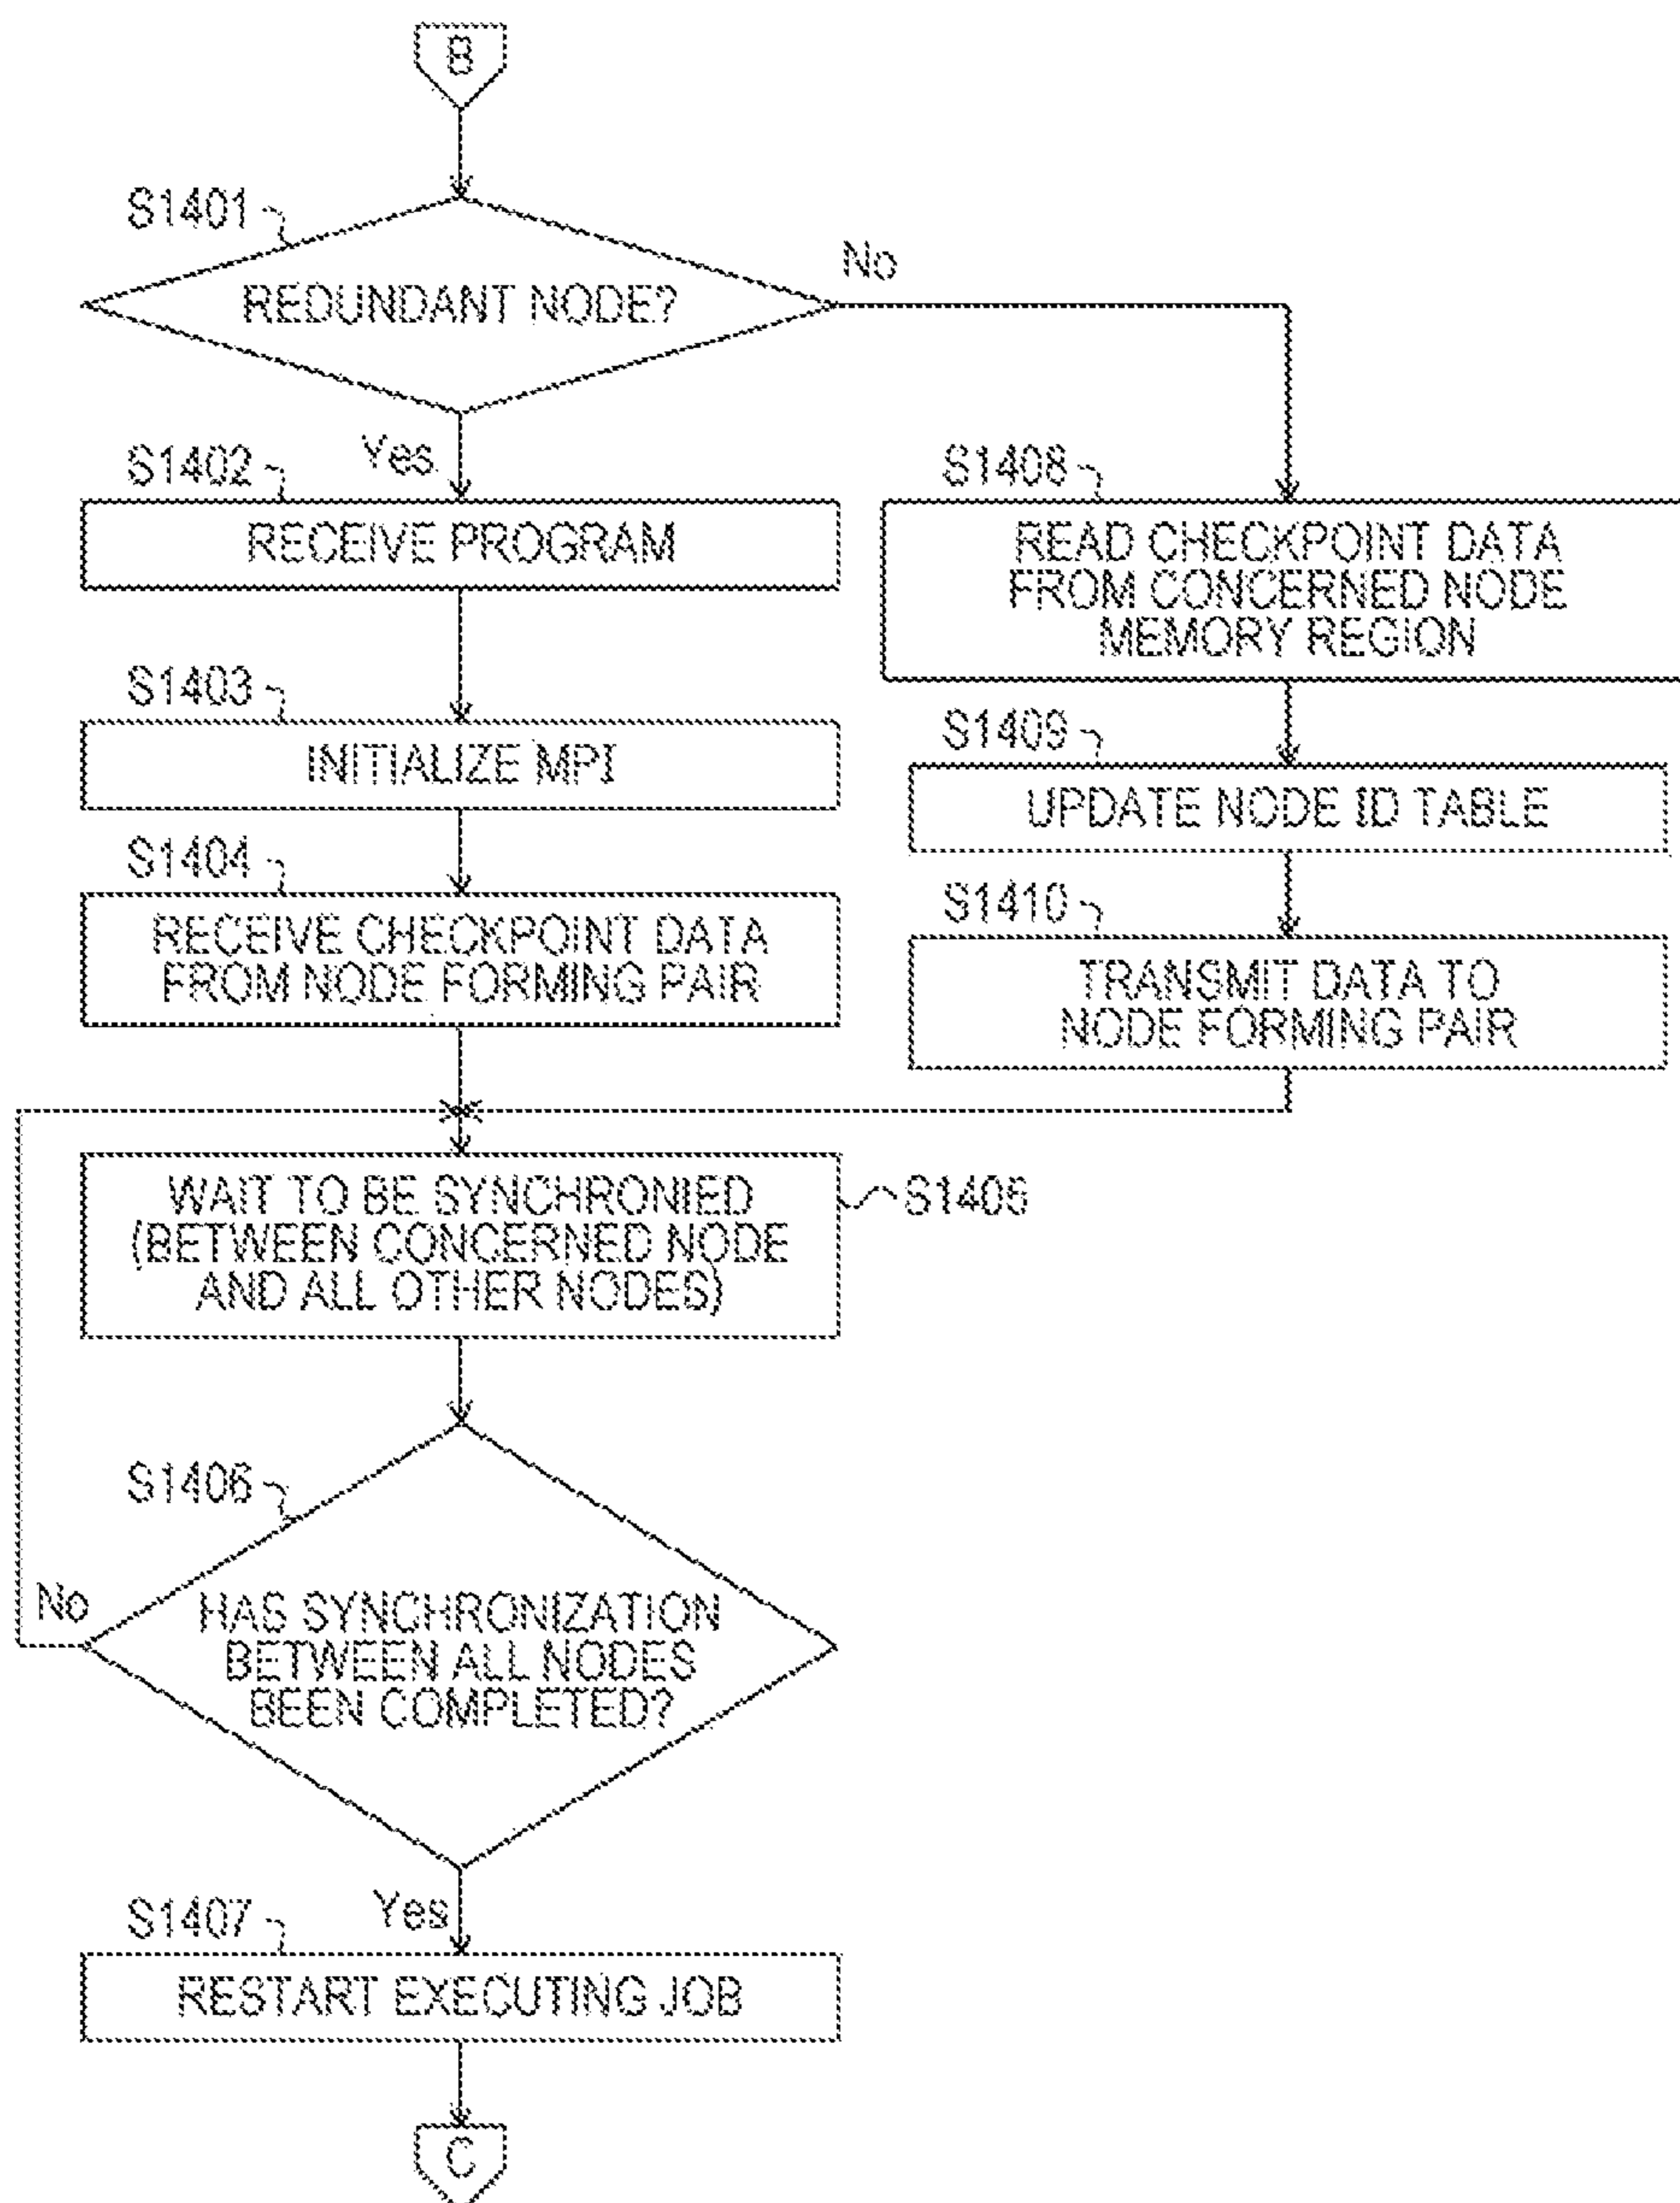 B
S1401
REDUNDANT NODE?
No
Yes
S1402
RECEIVE PROGRAM
S1408
READ CHECKPOINT DATA
FROM CONCERNED NODE
MEMORY REGION
S1403
INITIALIZE MPI
S1409
UPDATE NODE ID TABLE
S1404
RECEIVE CHECKPOINT DATA
FROM NODE FORMING PAIR
S1410
TRANSMIT DATA TO
NODE FORMING PAIR
WAIT TO BE SYNCHRONIED
(BETWEEN CONCERNED NODE
AND ALL OTHER NODES)
S1405
S1406
No
HAS SYNCHRONIZATION
BETWEEN ALL NODES
BEEN COMPLETED?
Yes
S1407
RESTART EXECUTING JOB
C